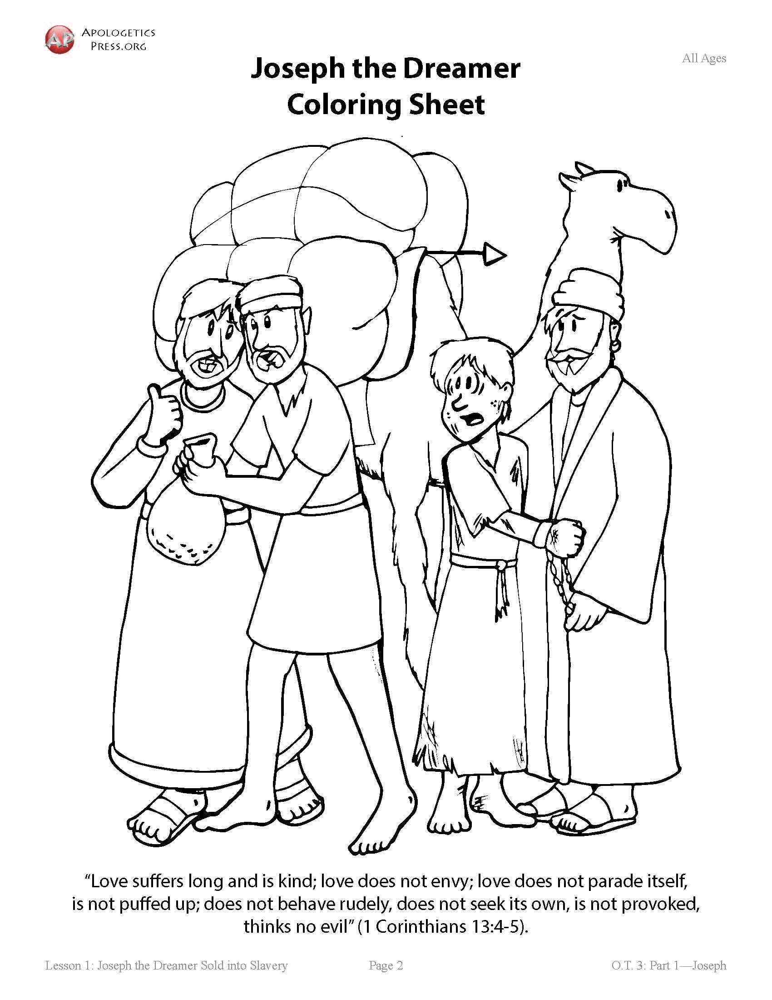 AP
APOLOGETICS
PRESS.ORG
All Ages
Joseph the Dreamer
Coloring Sheet
“Love suffers long and is kind; love does not envy; love does not parade itself,
is not puffed up; does not behave rudely, does not seek its own, is not provoked,
thinks no evil” (1 Corinthians 13:4-5).
Lesson 1: Joseph the Dreamer Sold into Slavery
Page 2
O.T. 3: Part 1—Joseph